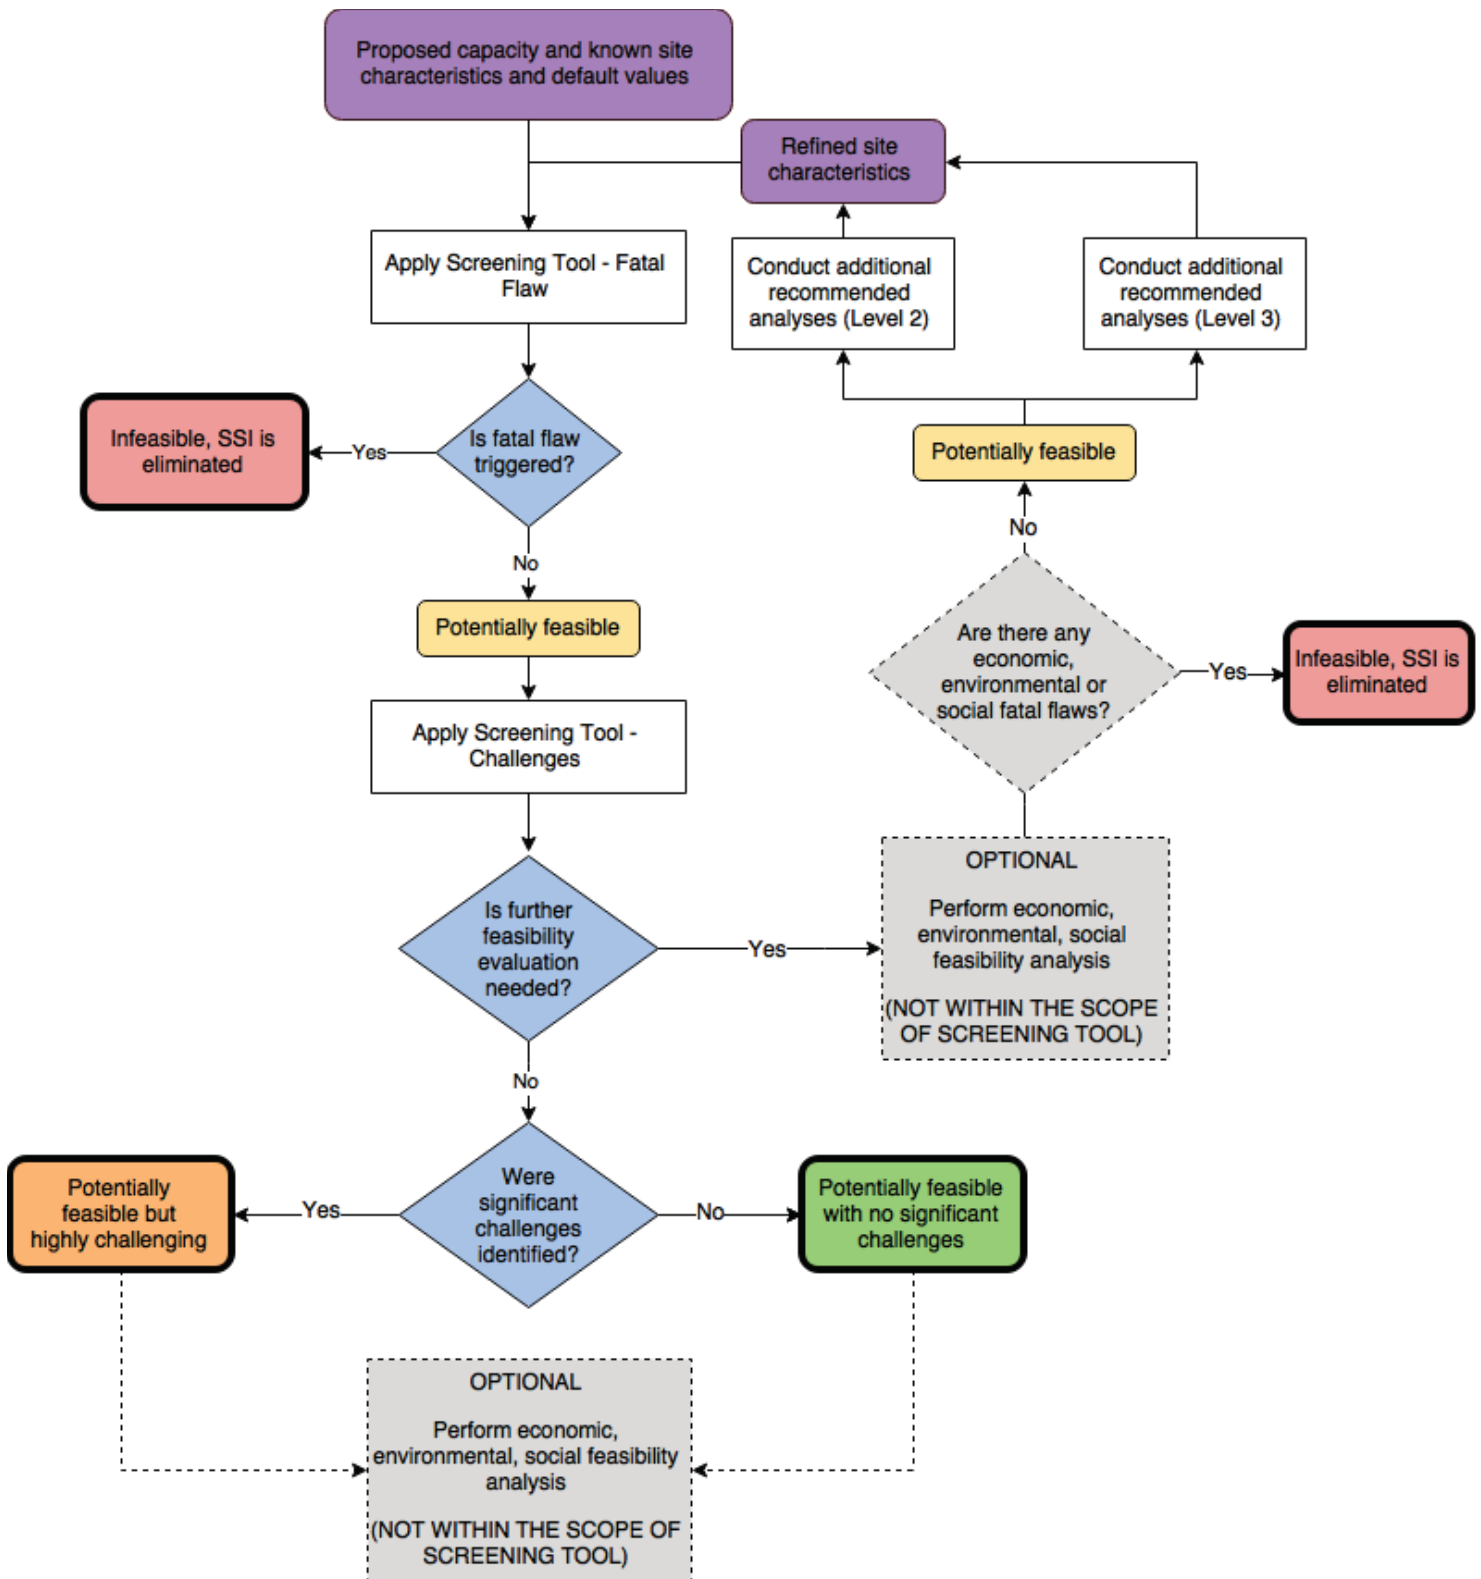 Proposed capacity and known site
characteristics and default values
Refined site
characteristics
Apply Screening Tool - Fatal
Flaw
Conduct additional
recommended
analyses (Level 2)
Conduct additional
recommended
analyses (Level 3)
Infeasible, SSI is
eliminated
Yes
Is fatal flaw
triggered?
Potentially feasible
No
No
Potentially feasible
Are there any
economic,
environmental or
social fatal flaws?
Yes
Infeasible, SSI is
eliminated
Apply Screening Tool -
Challenges
Is further
feasibility
evaluation
needed?
Yes
OPTIONAL
Perform economic,
environmental, social
feasibility analysis
(NOT WITHIN THE SCOPE
OF SCREENING TOOL)
No
Potentially
feasible but
highly challenging
Yes
Were
significant
challenges
identified?
No
Potentially feasible
with no significant
challenges
OPTIONAL
Perform economic,
environmental, social feasibility
analysis
(NOT WITHIN THE SCOPE OF
SCREENING TOOL)